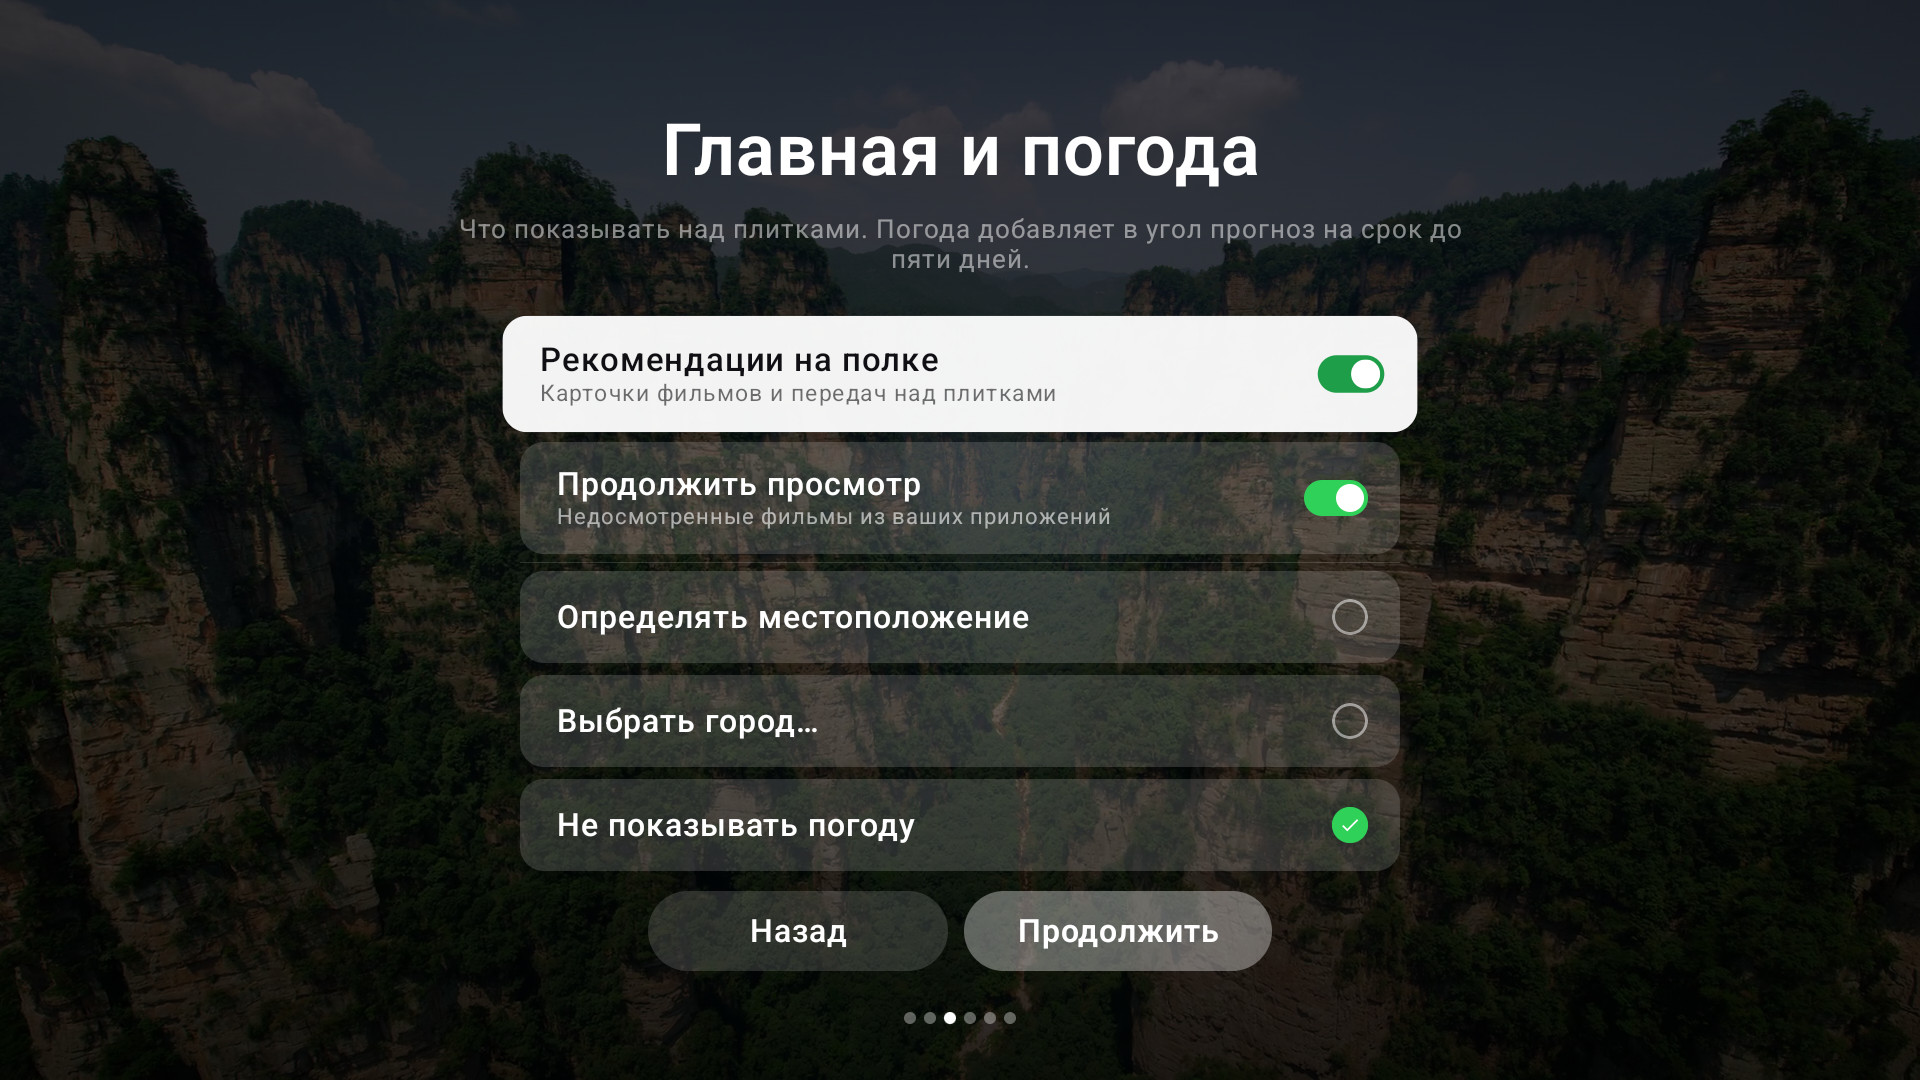 Главная и погода
Что показывать над плитками. Погода добавляет в угол прогноз на срок до
пяти дней.
Рекомендации на полке
Карточки фильмов и передач над плитками
Продолжить просмотр
Недосмотренные фильмы из ваших приложений
Определять местоположение
Выбрать город…
Не показывать погоду
Назад
Продолжить